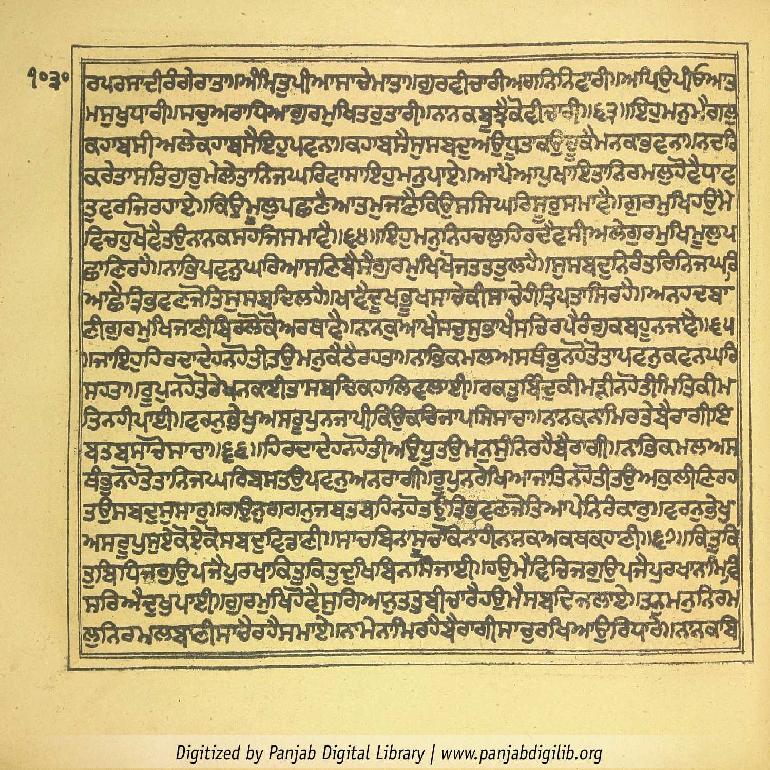 ੧੦੩੦
ਰਪਰਸਾਦੀਰੰਗੇਰਾਤਾ॥ਅੰਮ੍ਰਿਤੁਪੀਆਸਾਚੇਮਾਤਾ॥ਗੁਰਵੀਚਾਰੀਅਗਨਿਨਿਵਾਰੀ॥ਅਪਿਉਪੀਓਆਤ
ਮਸੁਖੁਧਾਰੀ॥ਸਚੁਅਰਾਧਿਆਗੁਰਮੁਖਿਤਰੁਤਾਰੀ॥ਨਾਨਕਬੂਝੈਕੋਵੀਚਾਰੀ॥੬੩॥ਇਹੁਮਨੁਮੈਗਲੁ
ਕਹਾਬਸੀਅਲੇਕਹਾਬਸੈਇਹੁਪਵਨਾ॥ਕਹਾਬਸੈਸੁਸਬਦੁਅਉਧੂਤਾਕਉਚੂਕੈਮਨਕਾਭਵਨਾ॥ਨਦਰਿ
ਕਰੇਤਾਸਤਿਗੁਰੁਮੇਲੇਤਾਨਿਜਘਰਿਵਾਸਾਇਹੁਮਨੁਪਾਏ॥ਆਪੈਆਪੁਖਾਇਤਾਨਿਰਮਲੁਹੋਵੈਧਾਵ
ਤੁਵਰਜਿਰਹਾਏ॥ਕਿਉਮੂਲੁਪਛਾਣੈਆਤਮੁਜਾਣੈਕਿਉਸਸਿਘਰਿਸੂਰੁਸਮਾਵੈ॥ਗੁਰਮੁਖਿਹਉਮੈ
ਵਿਚਹੁਖੋਵੈਤਉਨਾਨਕਸਹਜਿਸਮਾਵੈ॥੬੪॥ਇਹੁਮਨੁਨਿਹਚਲੁਹਿਰਦੈਵਸੀਅਲੇਗੁਰਮੁਖਿਮੂਲੁਪ
ਛਾਣਿਰਹੈ॥ਨਾਭਿਪਵਨੁਘਰਿਆਸਣਿਬੈਸੈਗੁਰਮੁਖਿਖੋਜਤਤਤੁਲਹੈ॥ਸੁਸਬਦੁਨਿਰੰਤਰਿਨਿਜਘਰਿ
ਆਛੈਤ੍ਰਿਭਵਣਜੋਤਿਸੁਸਬਦਿਲਹੈ॥ਖਾਵੈਦੂਖਭੂਖਸਾਚੇਕੀਸਾਚੇਹੀਤ੍ਰਿਪਤਾਸਿਰਹੈ॥ਅਨਹਦਬਾ
ਣੀਗੁਰਮੁਖਿਜਾਣੀਬਿਰਲੋਕੋਅਰਥਾਵੈ॥ਨਾਨਕੁਆਖੈਸਚੁਸੁਭਾਖੈਸਚਿਰਪੈਰੰਗੁਕਬਹੂਨਜਾਵੈ॥੬੫
॥ਜਾਇਹੁਹਿਰਦਾਦੇਹਨਹੋਤੀਤਉਮਨੁਕੈਠੈਰਹਤਾ॥ਨਾਭਿਕਮਲਅਸਥੰਭੁਨਹੋਤੋਤਾਪਵਨੁਕਵਨਘਰਿ
ਸਹਤਾ॥ਰੂਪੁਨਹੋਤੋਰੇਖਨਕਾਈਤਾਸਬਦਿਕਹਾਲਿਵਲਾਈ॥ਰਕਤੁਬਿੰਦੁਕੀਮੜੀਨਹੋਤੀਮਿਤਿਕੀਮ
ਤਿਨਹੀਪਾਈ॥ਵਰਨੁਭੇਖੁਅਸਰੂਪੁਨਜਾਪੀਕਿਉਕਰਿਜਾਪਸਿਸਾਚਾ॥ਨਾਨਕਨਾਮਿਰਤੇਬੈਰਾਗੀਇ
ਬਤਬਸਾਚੋਸਾਚਾ॥੬੬॥ਹਿਰਦਾਦੇਹਨਹੋਤੀਅਉਧੂਤਉਮਨੁਸੁੰਨਿਰਹੈਬੈਰਾਗੀ॥ਨਾਭਿਕਮਲਅਸ
ਥੰਭੁਨਹੋਤੋਤਾਨਿਜਘਰਿਬਸਤਉਪਵਨੁਅਨਰਾਗੀ॥ਰੂਪੁਨਰੇਖਿਆਜਾਤਿਨਹੋਤੀਤਉਅਕੁਲੀਣਿਰਹ
ਤਉਸਬਦੁਸੁਸਾਰੁ॥ਗਉਨੁਗਗਨੁਜਬਤਬਹਿਨਹੋਤਉਤ੍ਰਿਭਵਣਜੋਤਿਆਪੇਨਿਰੰਕਾਰੁ॥ਵਰਨੁਭੇਖੁ
ਅਸਰੂਪੁਸੁਏਕੋਏਕੋਸਬਦੁਵਿਡਾਣੀ॥ਸਾਚਬਿਨਾਸੂਚਾਕੋਨਾਹੀਨਾਨਕਅਕਥਕਹਾਣੀ॥੬੭॥ਕਿਤੁਕਿ
ਤੁਬਿਧਿਜਗੁਉਪਜੈਪੁਰਖਾਕਿਤੁਕਿਤੁਦੁਖਿਬਿਨਸਿਜਾਈ॥ਹਉਮੈਵਿਚਿਜਗੁਉਪਜੈਪੁਰਖਾਨਾਮਿਵਿ
ਸਰਿਐਦੁਖੁਪਾਈ॥ਗੁਰਮੁਖਿਹੋਵੈਸੁਗਿਆਨੁਤਤੁਬੀਚਾਰੈਹਉਮੈਸਬਦਿਜਲਾਏ॥ਤਨੁਮਨੁਨਿਰਮ
ਲੁਨਿਰਮਲਬਾਣੀਸਾਚੈਰਹੈਸਮਾਏ॥ਨਾਮੇਨਾਮਿਰਹੈਬੈਰਾਗੀਸਾਚੁਰਖਿਆਉਰਿਧਾਰੇ॥ਨਾਨਕਬਿ
Digitized by Panjab Digital Library | www.panjabdigilib.org